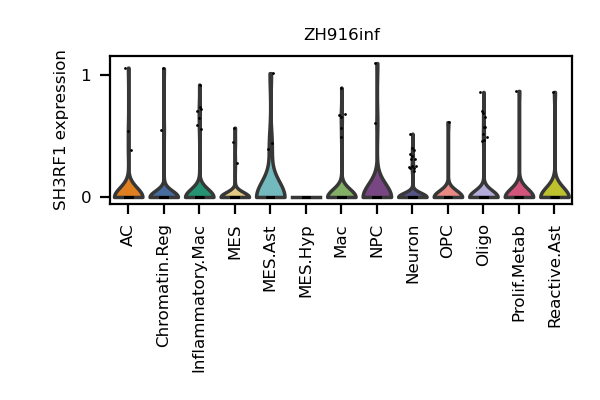 ZH916inf
SH3RF1 expression
1
0
AC
Chromatin.Reg
Inflammatory.Mac
MES
MES.Ast
MES.Hyp
Mac
NPC
Neuron
OPC
Oligo
Prolif.Metab
Reactive.Ast